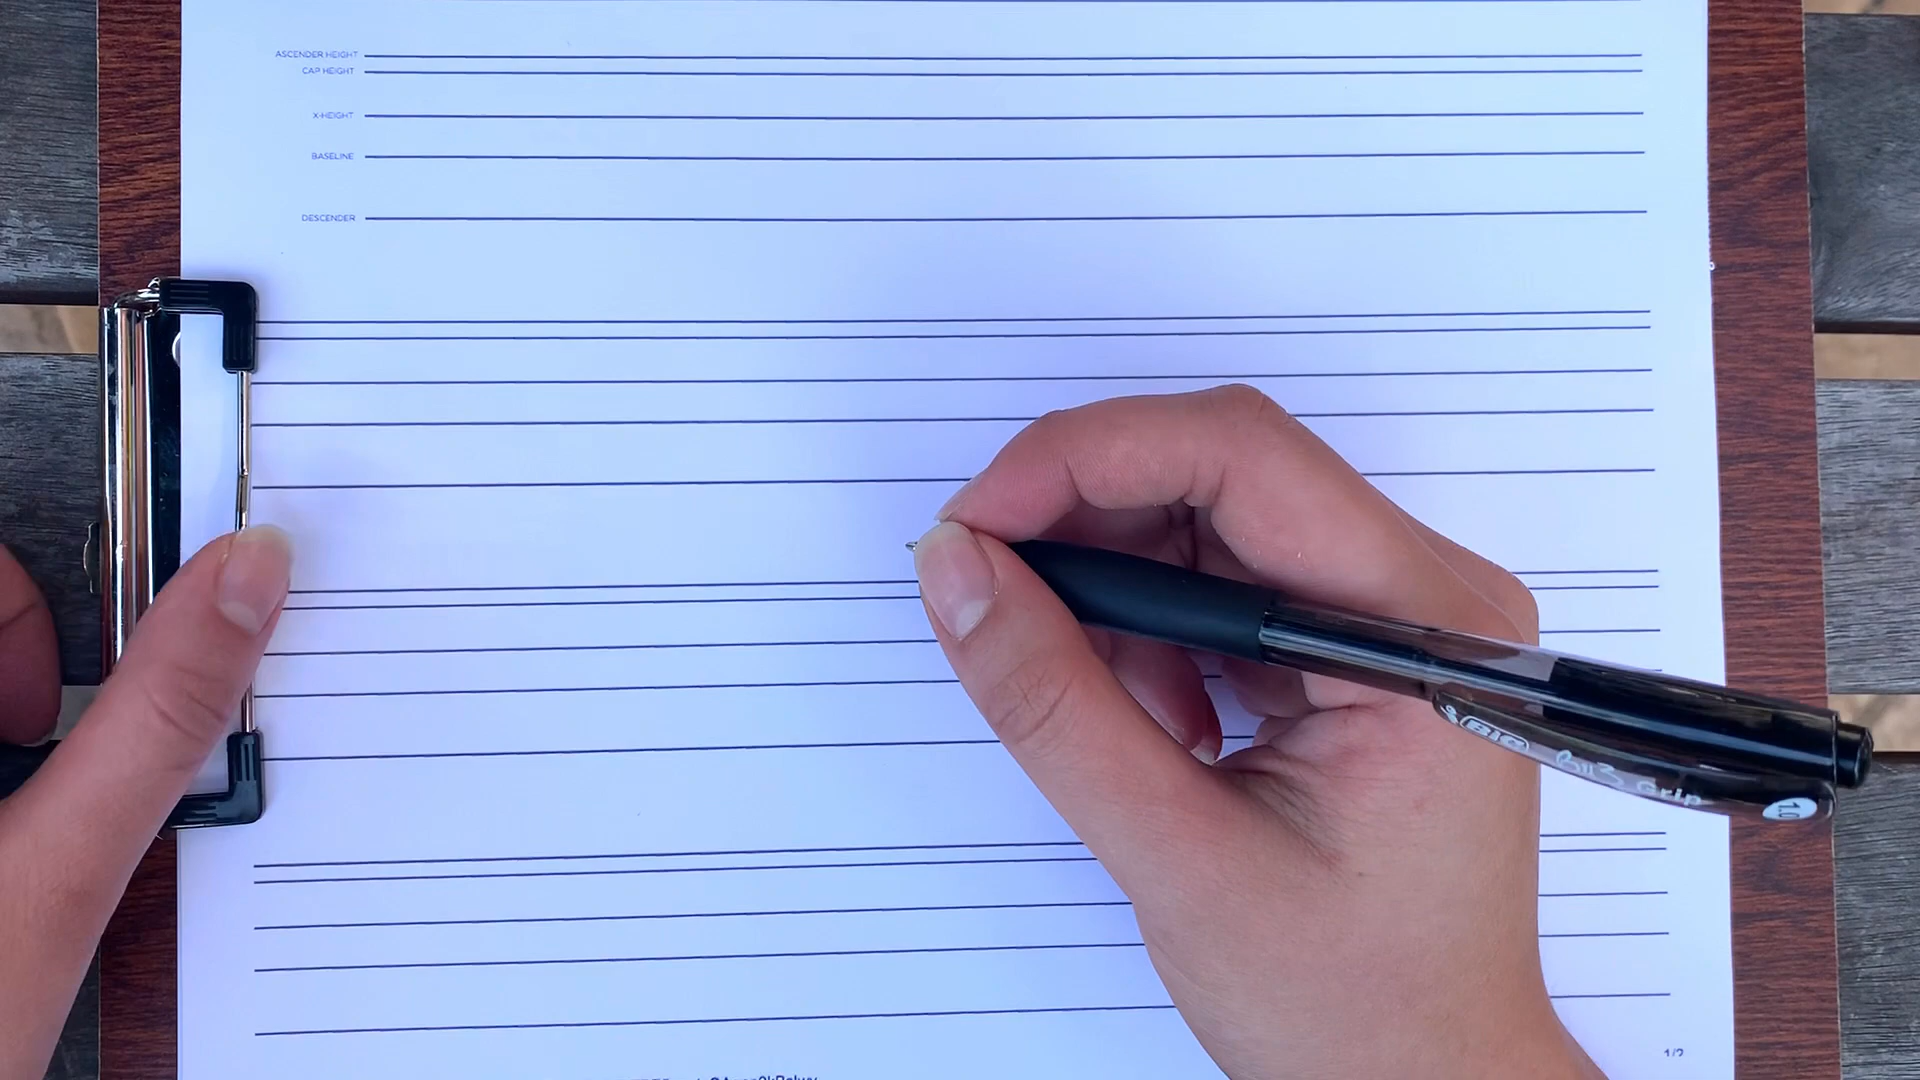 ASCENDER HEIGHT
CAP HEIGHT
X-HEIGHT
BASELINE
DESCENDER
BIC
Grip
1.0
1/2